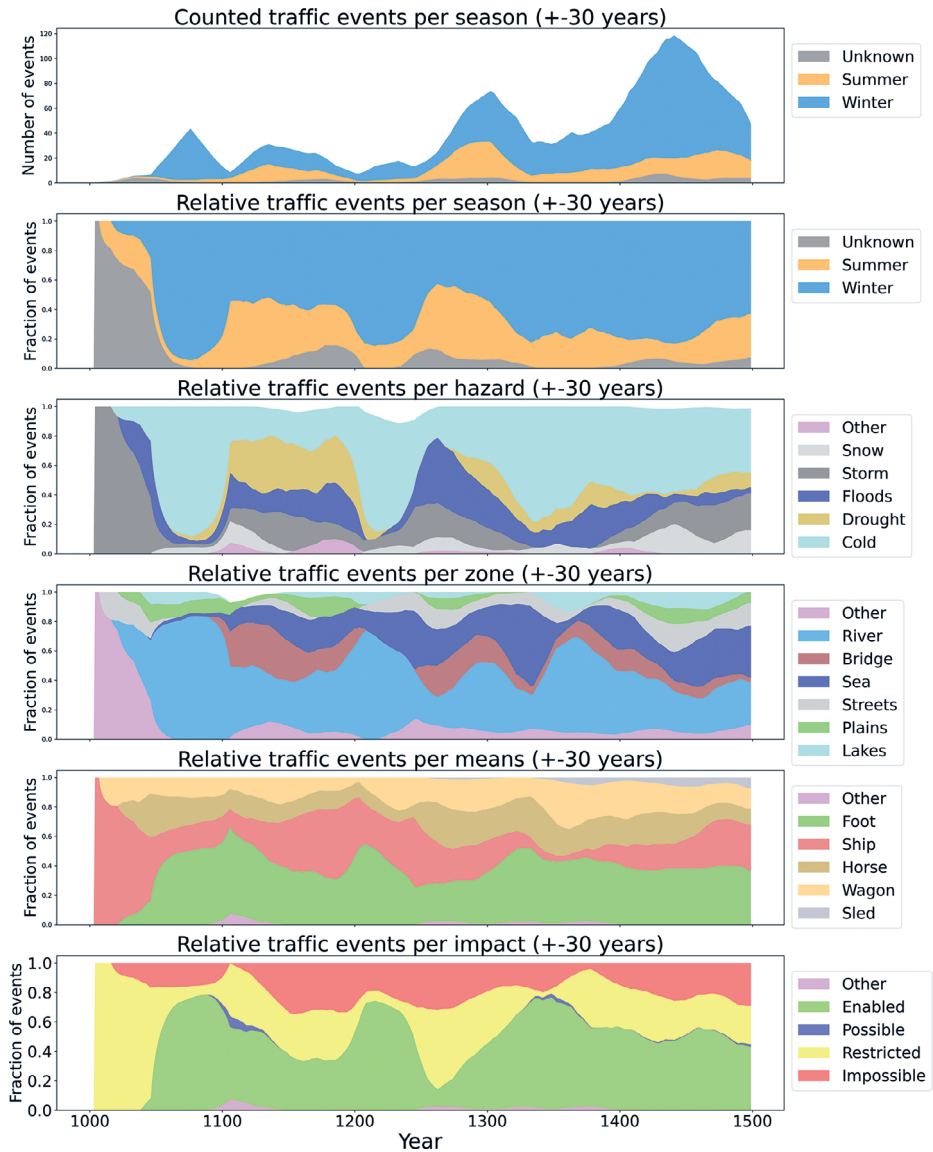 Counted traffic events per season (+-30 years)
Number of events
120
100
80
60
40
20
0
Unknown
Summer
Winter
Relative traffic events per season (+-30 years)
Fraction of events
1.0
0.8
0.6
0.4
0.2
0.0
Unknown
Summer
Winter
Relative traffic events per hazard (+-30 years)
Fraction of events
1.0
0.8
0.6
0.4
0.2
0.0
Other
Snow
Storm
Floods
Drought
Cold
Relative traffic events per zone (+-30 years)
Fraction of events
1.0
0.8
0.6
0.4
0.2
0.0
Other
River
Bridge
Sea
Streets
Plains
Lakes
Relative traffic events per means (+-30 years)
Fraction of events
1.0
0.8
0.6
0.4
0.2
0.0
Other
Foot
Ship
Horse
Wagon
Sled
Relative traffic events per impact (+-30 years)
Fraction of events
1.0
0.8
0.6
0.4
0.2
0.0
Other
Enabled
Possible
Restricted
Impossible
1000 1100 1200 1300 1400 1500
Year